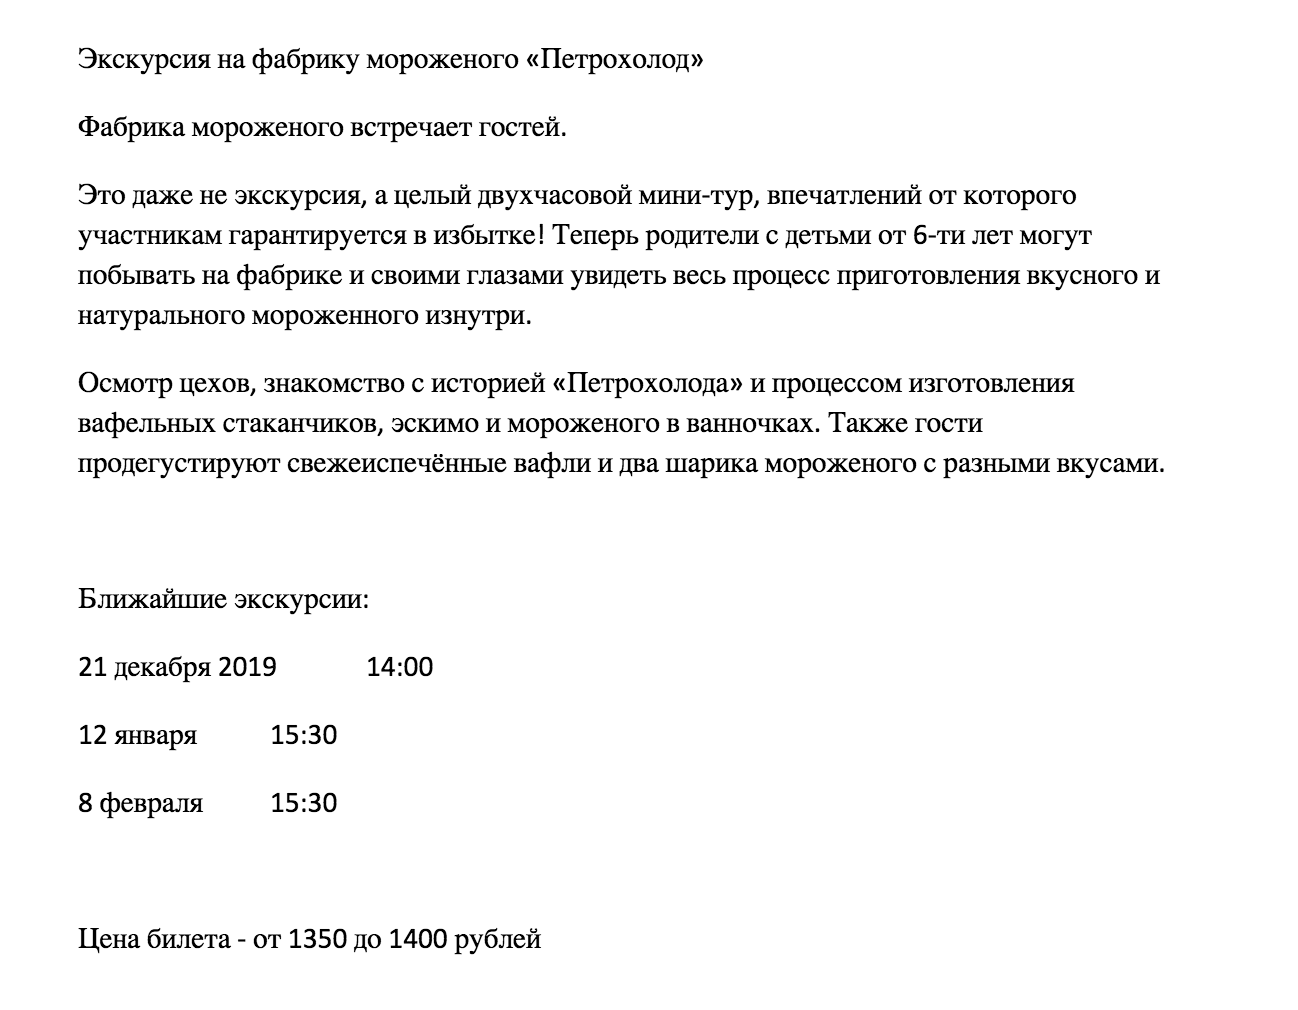 Экскурсия на фабрику мороженого «Петрохолод»
Фабрика мороженого встречает гостей.
Это даже не экскурсия, а целый двухчасовой мини-тур, впечатлений от которого
участникам гарантируется в избытке! Теперь родители с детьми от 6-ти лет могут
побывать на фабрике и своими глазами увидеть весь процесс приготовления вкусного и
натурального мороженного изнутри.
Осмотр цехов, знакомство с историей «Петрохолода» и процессом изготовления
вафельных стаканчиков, эскимо и мороженого в ванночках. Также гости
продегустируют свежеиспечённые вафли и два шарика мороженого с разными вкусами.
Ближайшие экскурсии:
21 декабря 2019 14:00
12 января 15:30
8 февраля 15:30
Цена билета - от 1350 до 1400 рублей